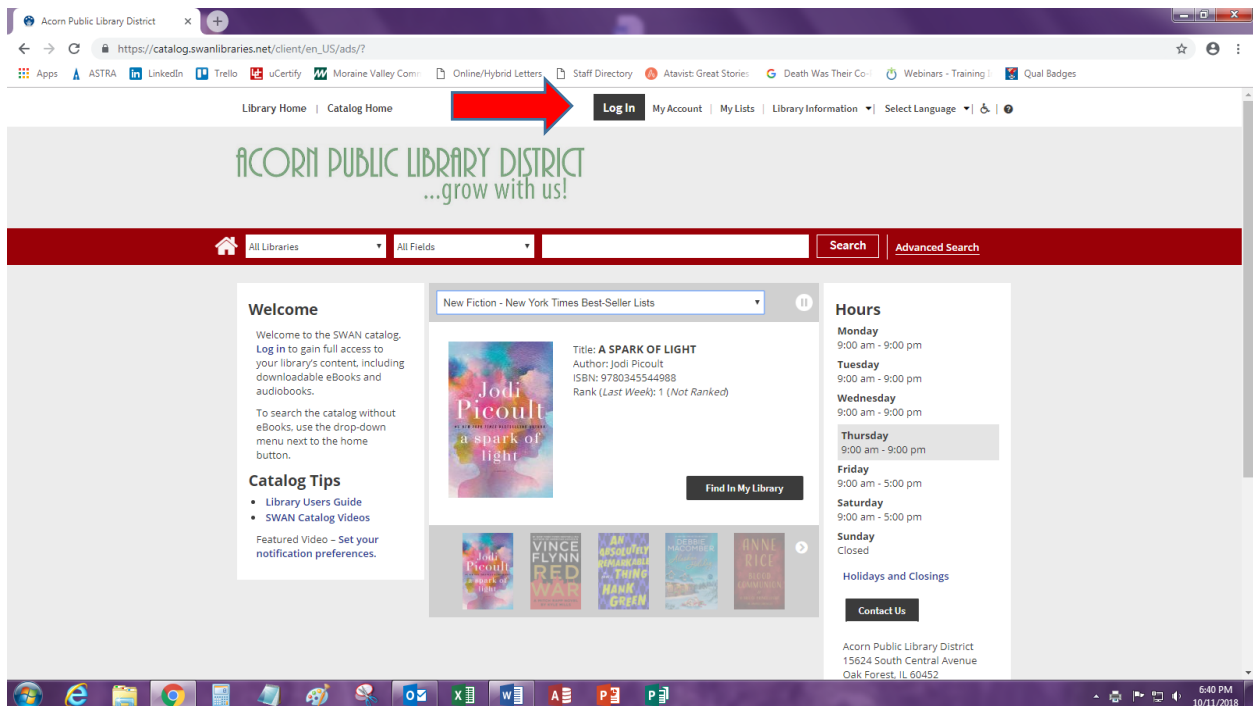 Acorn Public Library District
https://catalog.swanlibraries.net/client/en_US/ads/?
Apps ASTRA LinkedIn Trello uCertify Moraine Valley Comm Online/Hybrid Letters Staff Directory Atavist: Great Stories Death Was Their Co- Webinars - Training Qual Badges
Library Home | Catalog Home Log In My Account | My Lists | Library Information | Select Language | |
ACORN PUBLIC LIBRARY DISTRICT
...grow with us!
All Libraries All Fields Search Advanced Search
Welcome
Welcome to the SWAN catalog.
Log in to gain full access to
your library's content, including
downloadable eBooks and
audiobooks.
To search the catalog without
eBooks, use the drop-down
menu next to the home
button.
Catalog Tips
• Library Users Guide
• SWAN Catalog Videos
Featured Video – Set your
notification preferences.
New Fiction - New York Times Best-Seller Lists
Jodi
Picoult
a spark of
light
Title: A SPARK OF LIGHT
Author: Jodi Picoult
ISBN: 9780345544988
Rank (Last Week): 1 (Not Ranked)
Find In My Library
Jodi
Picoult
a spark of
light
VINCE
FLYNN
RED
WAR
AN
ABSOLUTELY
REMARKABLE
THING
HANK
GREEN
DEBBIE
MACOMBER
ANNE
RICE
BLOOD
COMMUNION
Hours
Monday
9:00 am - 9:00 pm
Tuesday
9:00 am - 9:00 pm
Wednesday
9:00 am - 9:00 pm
Thursday
9:00 am - 9:00 pm
Friday
9:00 am - 5:00 pm
Saturday
9:00 am - 5:00 pm
Sunday
Closed
Holidays and Closings
Contact Us
Acorn Public Library District
15624 South Central Avenue
Oak Forest, IL 60452
6:40 PM
10/11/2018